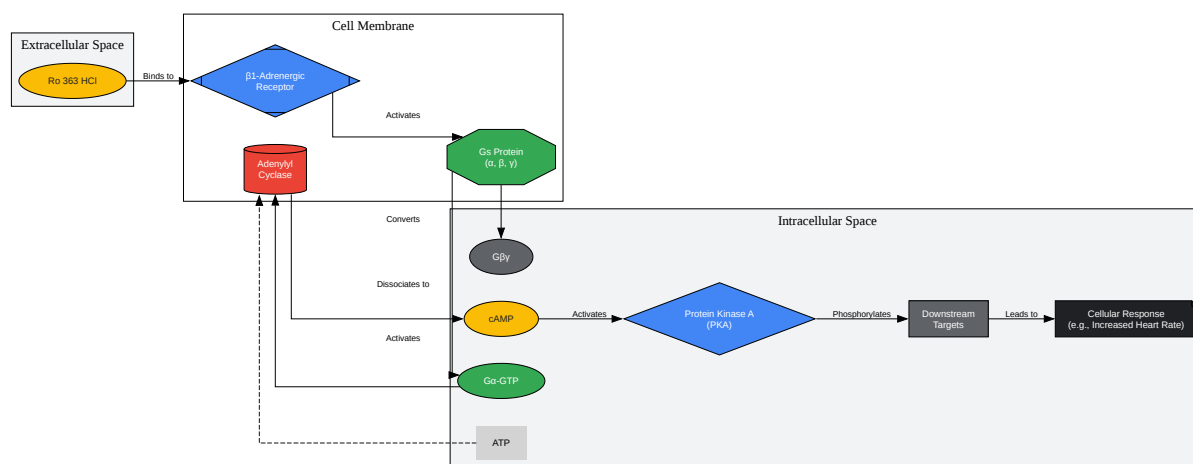 Cell Membrane
Extracellular Space
Ro 363 HCl
Binds to
β1-Adrenergic
Receptor
Activates
Gs Protein
(α, β, γ)
Adenylyl
Cyclase
Converts
Intracellular Space
Gβγ
Dissociates to
cAMP
Activates
Protein Kinase A
(PKA)
Phosphorylates
Downstream
Targets
Leads to
Cellular Response
(e.g., Increased Heart Rate)
Activates
Gα-GTP
ATP